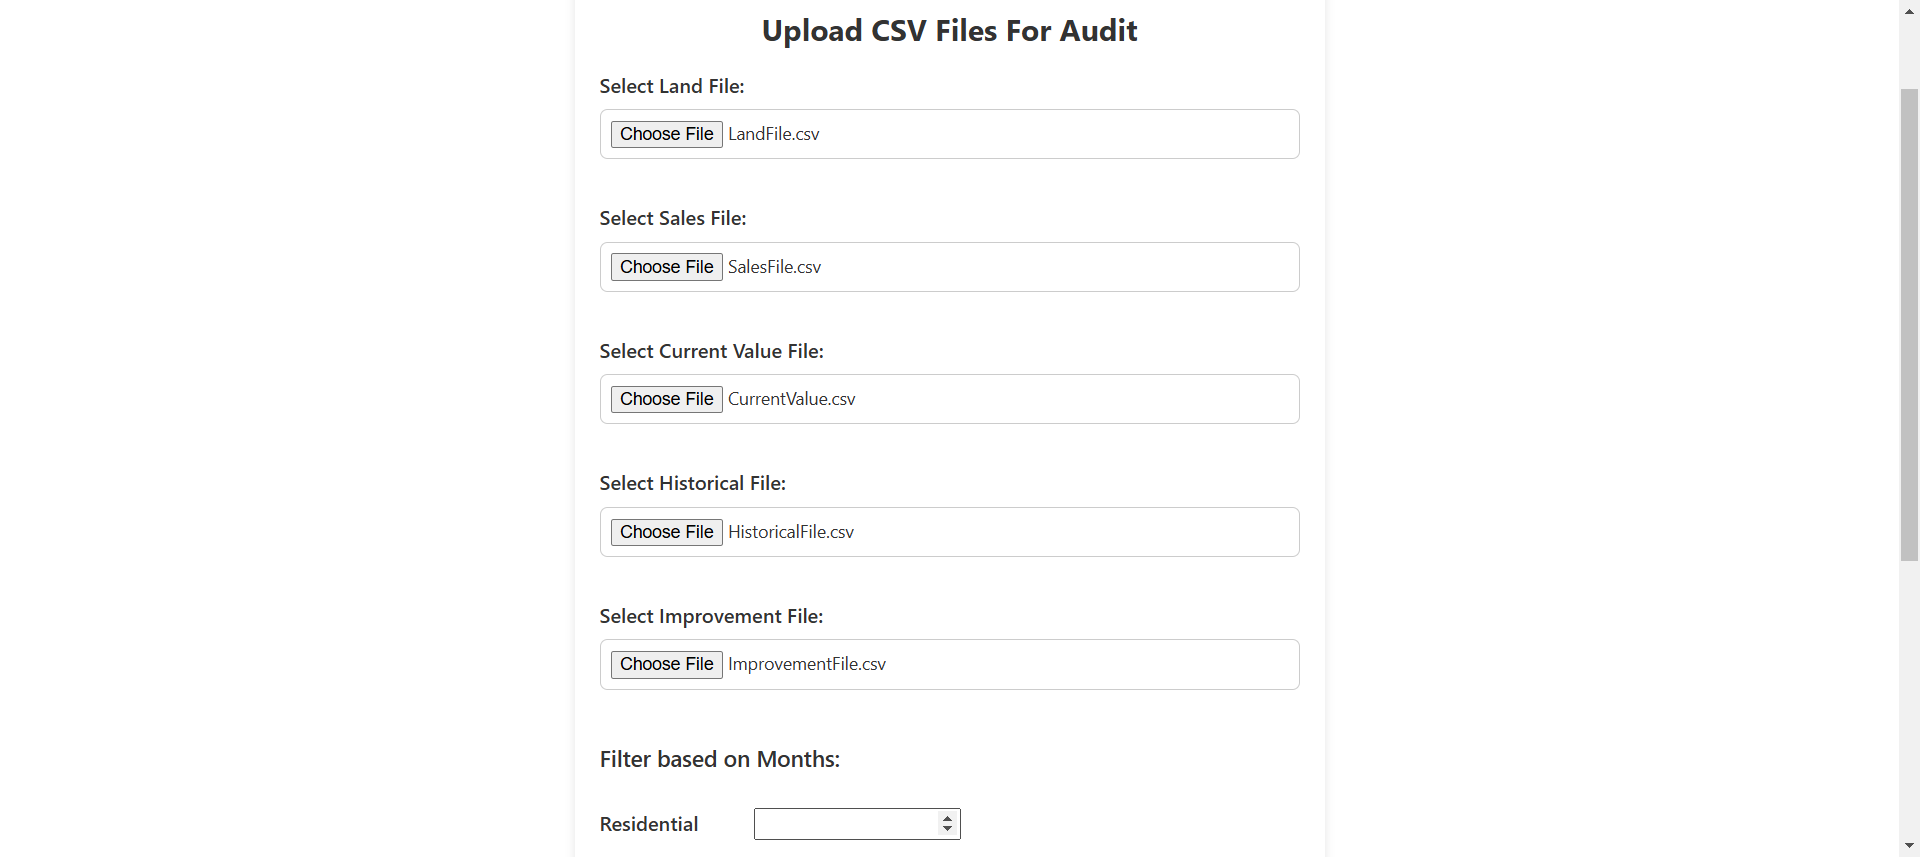 Upload CSV Files For Audit
Select Land File:
Choose File LandFile.csv
Select Sales File:
Choose File SalesFile.csv
Select Current Value File:
Choose File CurrentValue.csv
Select Historical File:
Choose File HistoricalFile.csv
Select Improvement File:
Choose File ImprovementFile.csv
Filter based on Months:
Residential